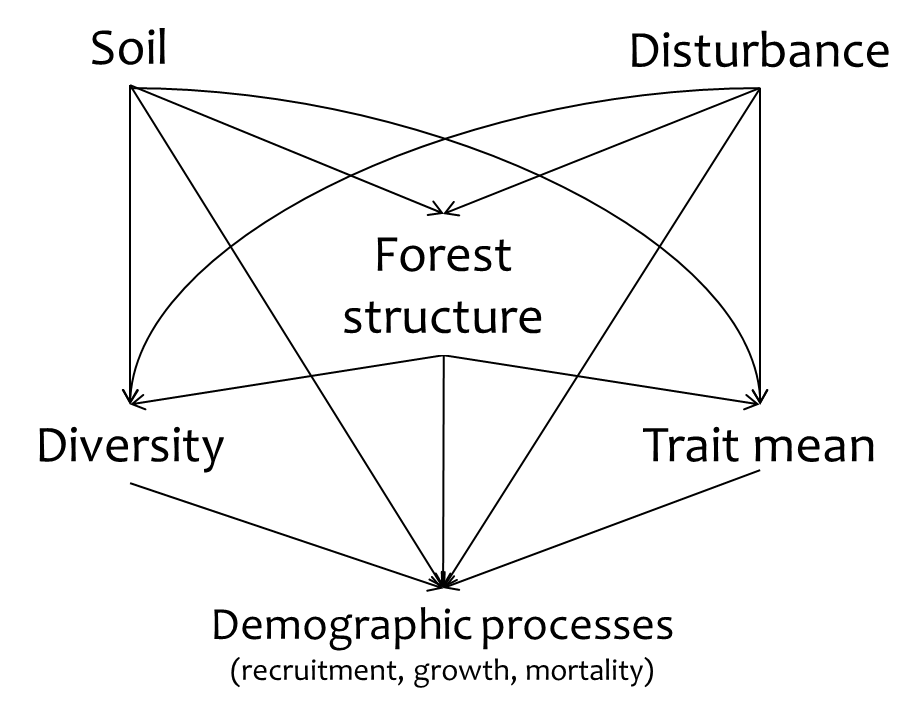 Soil
Disturbance
Forest
structure
Diversity
Trait mean
Demographic processes
(recruitment, growth, mortality)